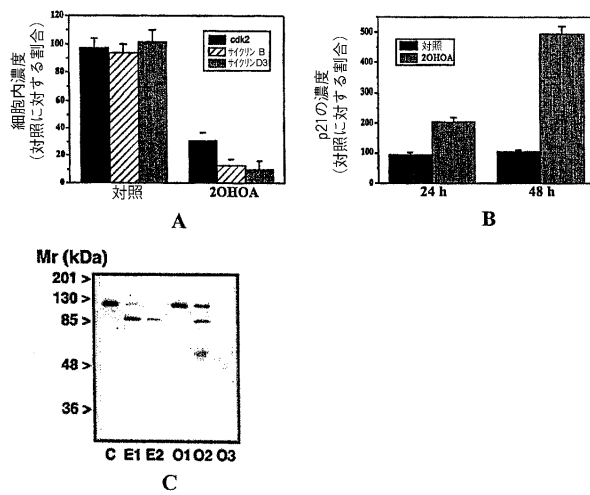 細胞内濃度
(対照に対する割合)
120
100
80
60
40
20
0
cdk2
サイクリン B
サイクリン D3
対照
2OHOA
A
p21の濃度
(対照に対する割合)
500
400
300
200
100
0
対照
2OHOA
24 h
48 h
B
Mr (kDa)
201 >
130 >
85 >
48 >
36 >
C E1 E2 O1 O2 O3
C